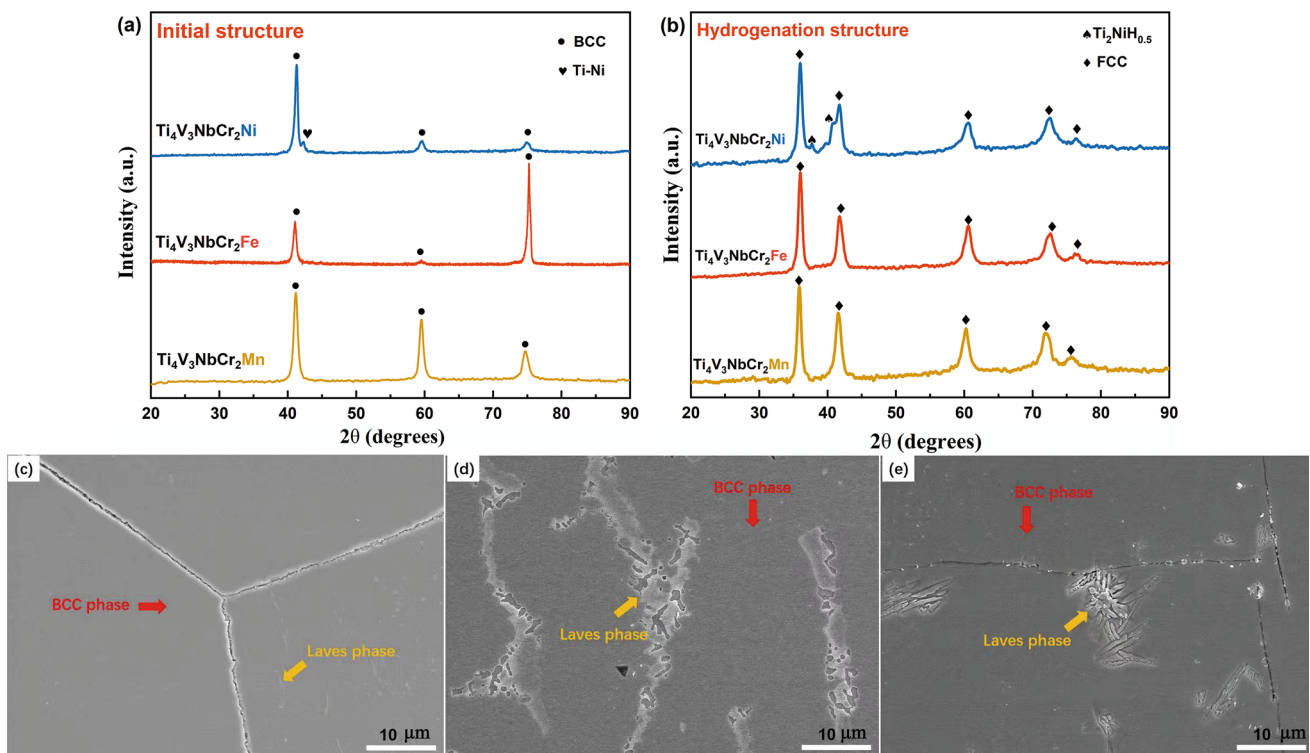 (a)
Initial structure
● BCC
♥ Ti-Ni
Ti₄V₃NbCr₂Ni
Ti₄V₃NbCr₂Fe
Ti₄V₃NbCr₂Mn
Intensity (a.u.)
20 30 40 50 60 70 80 90
2θ (degrees)
(b)
Hydrogenation structure
♠Ti₂NiH₀.₅
♦ FCC
Ti₄V₃NbCr₂Ni
Ti₄V₃NbCr₂Fe
Ti₄V₃NbCr₂Mn
Intensity (a.u.)
20 30 40 50 60 70 80 90
2θ (degrees)
(c)
BCC phase
Laves phase
10 μm
(d)
BCC phase
Laves phase
10 μm
(e)
BCC phase
Laves phase
10 μm